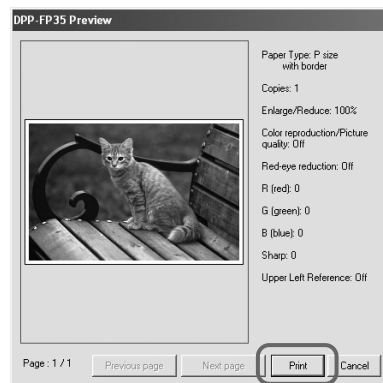 DPP-FP35 Preview
Paper Type: P size
with border
Copies: 1
Enlarge/Reduce: 100%
Color reproduction/Picture
quality: Off
Red-eye reduction: Off
R (red): 0
G (green): 0
B (blue): 0
Sharp: 0
Upper Left Reference: Off
Page : 1 / 1
Previous page
Next page
Print
Cancel